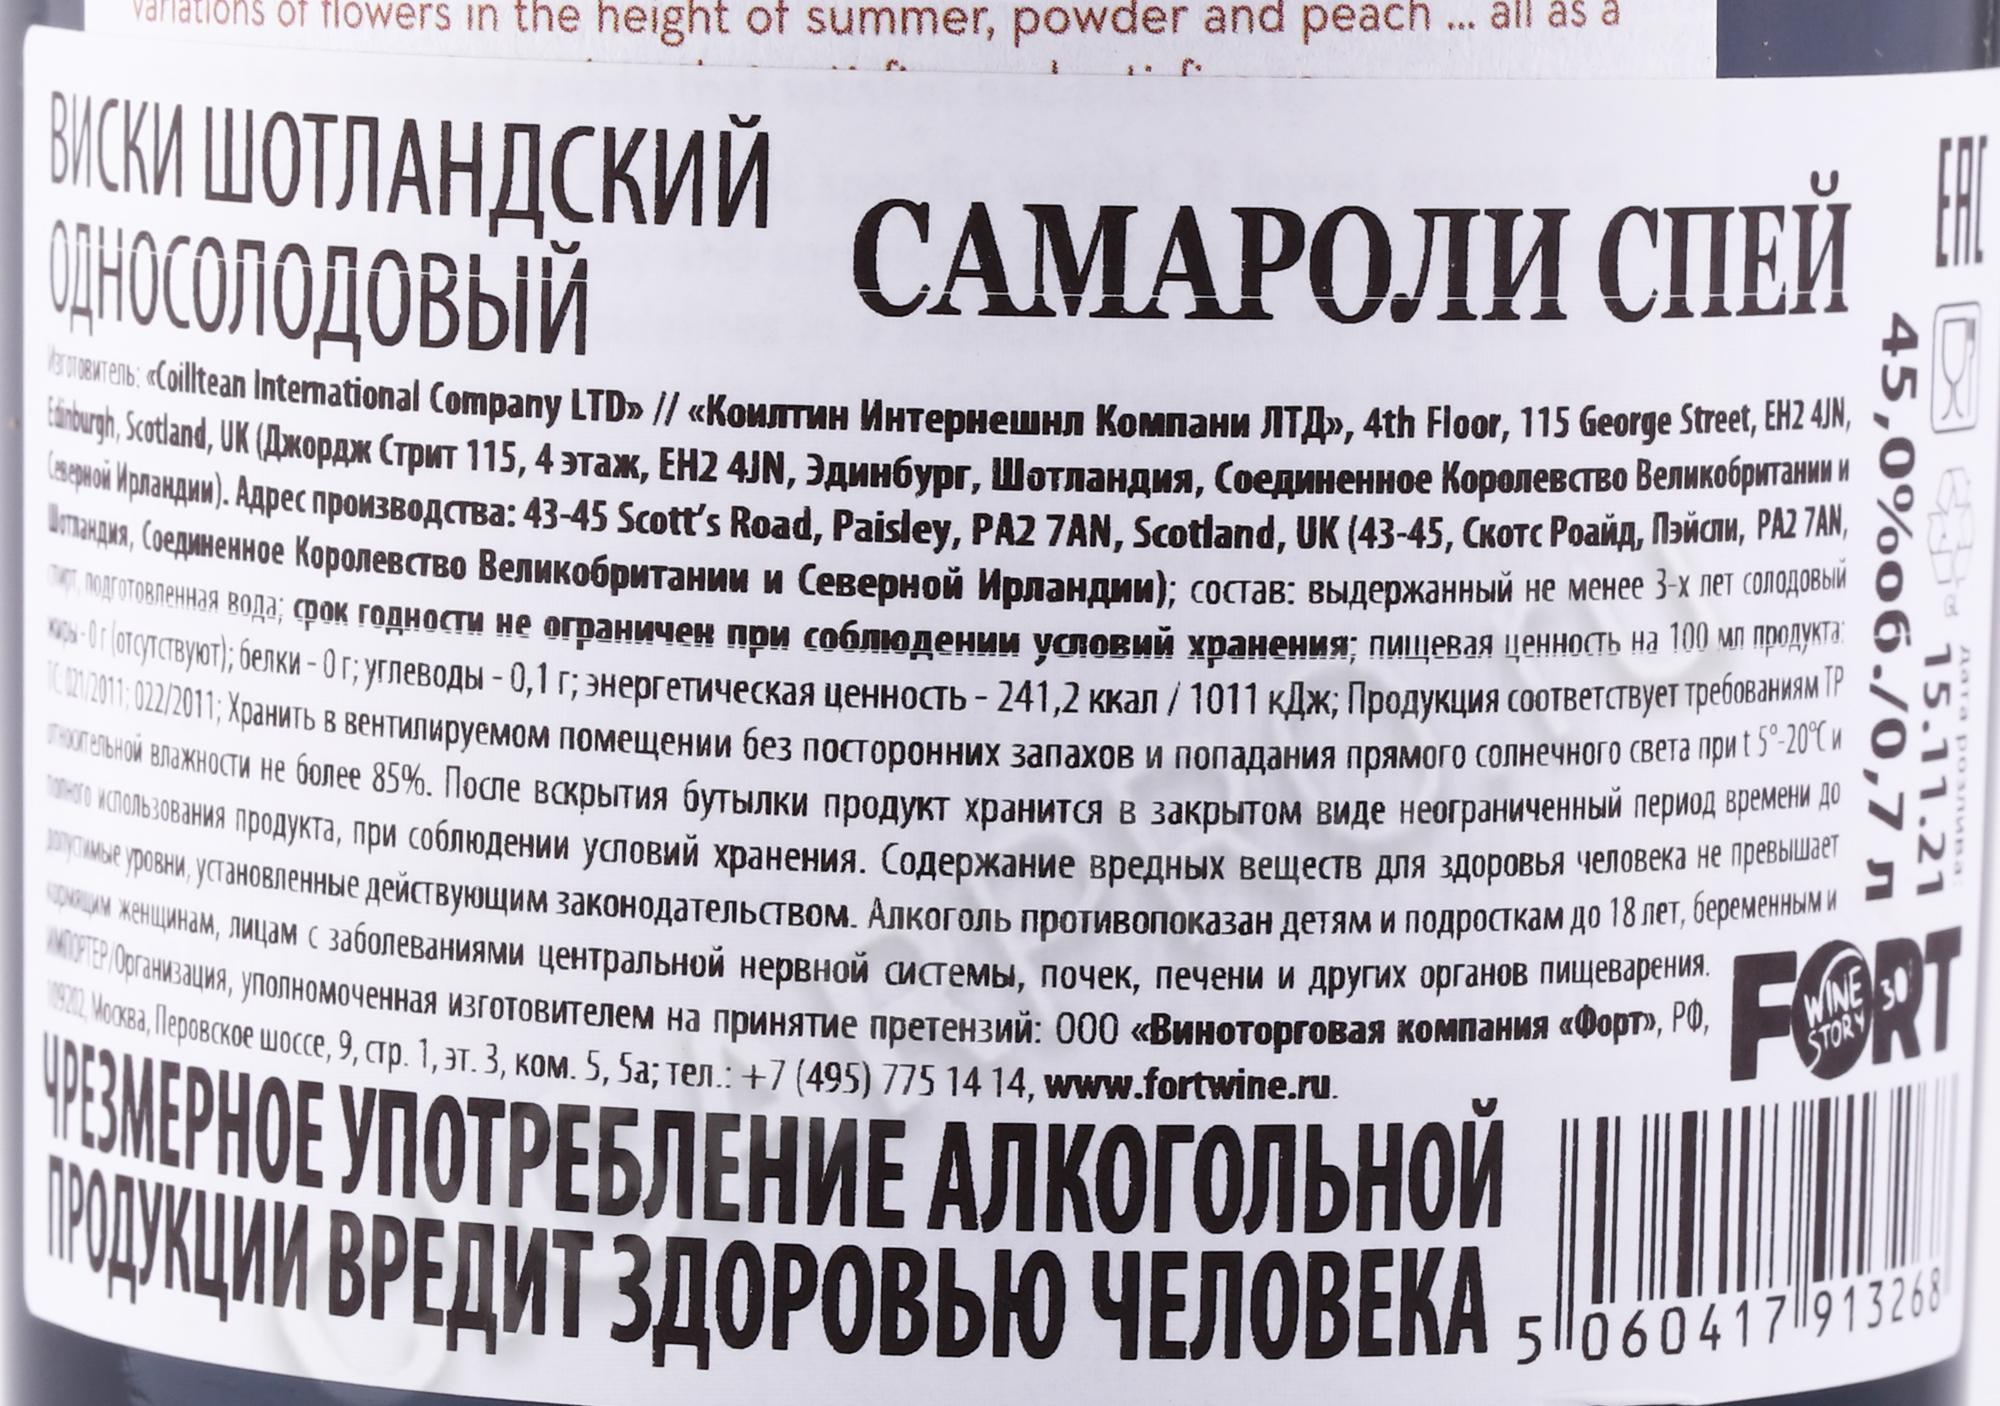 variations of flowers in the height of summer, powder and peach ... all as a
ВИСКИ ШОТЛАНДСКИЙ
ОДНОСОЛОДОВЫЙ
САМАРОЛИ СПЕЙ
Изготовитель: «Coilltean International Company LTD» // «Коилтин Интернешнл Компани ЛТД», 4th Floor, 115 George Street, EH2 4JN,
Edinburgh, Scotland, UK (Джордж Стрит 115, 4 этаж, EH2 4JN, Эдинбург, Шотландия, Соединенное Королевство Великобритании и
Северной Ирландии). Адрес производства: 43-45 Scott's Road, Paisley, PA2 7AN, Scotland, UK (43-45, Скотс Роайд, Пэйсли, PA2 7AN,
Шотландия, Соединенное Королевство Великобритании и Северной Ирландии); состав: выдержанный не менее 3-х лет солодовый
спирт, подготовленная вода; срок годности не ограничен при соблюдении условий хранения; пищевая ценность на 100 мл продукта:
жиры - 0 г (отсутствуют); белки - 0 г; углеводы - 0,1 г; энергетическая ценность - 241,2 ккал / 1011 кДж; Продукция соответствует требованиям ТР
ТС: 021/2011; 022/2011; Хранить в вентилируемом помещении без посторонних запахов и попадания прямого солнечного света при t 5°-20°C и
относительной влажности не более 85%. После вскрытия бутылки продукт хранится в закрытом виде неограниченный период времени до
полного использования продукта, при соблюдении условий хранения. Содержание вредных веществ для здоровья человека не превышает
допустимые уровни, установленные действующим законодательством. Алкоголь противопоказан детям и подросткам до 18 лет, беременным и
кормящим женщинам, лицам с заболеваниями центральной нервной системы, почек, печени и других органов пищеварения.
ИМПОРТЕР/Организация, уполномоченная изготовителем на принятие претензий: ООО «Виноторговая компания «Форт», РФ,
109202, Москва, Перовское шоссе, 9, стр. 1, эт. 3, ком. 5, 5а; тел.: +7 (495) 775 14 14, www.fortwine.ru.
ЧРЕЗМЕРНОЕ УПОТРЕБЛЕНИЕ АЛКОГОЛЬНОЙ
ПРОДУКЦИИ ВРЕДИТ ЗДОРОВЬЮ ЧЕЛОВЕКА
EAC
45,0%об./0,7 л
Дата розлива:
15.11.21
GL
FORT
WINE
STORY
30
5 060417 913268
CIGARPRO.ru